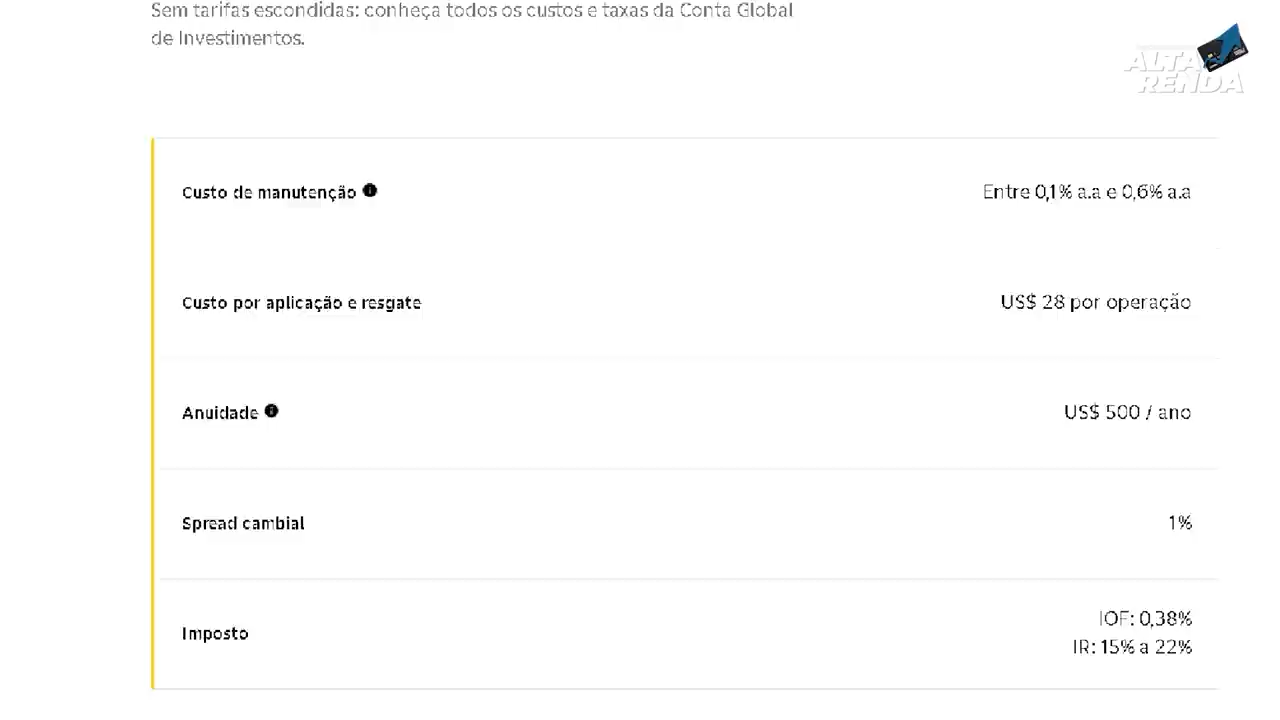 Sem tarifas escondidas: conheça todos os custos e taxas da Conta Global
de Investimentos.
ALTA
RENDA
Custo de manutenção
Entre 0,1% a.a e 0,6% a.a
Custo por aplicação e resgate
US$ 28 por operação
Anuidade
US$ 500 / ano
Spread cambial
1%
Imposto
IOF: 0,38%
IR: 15% a 22%